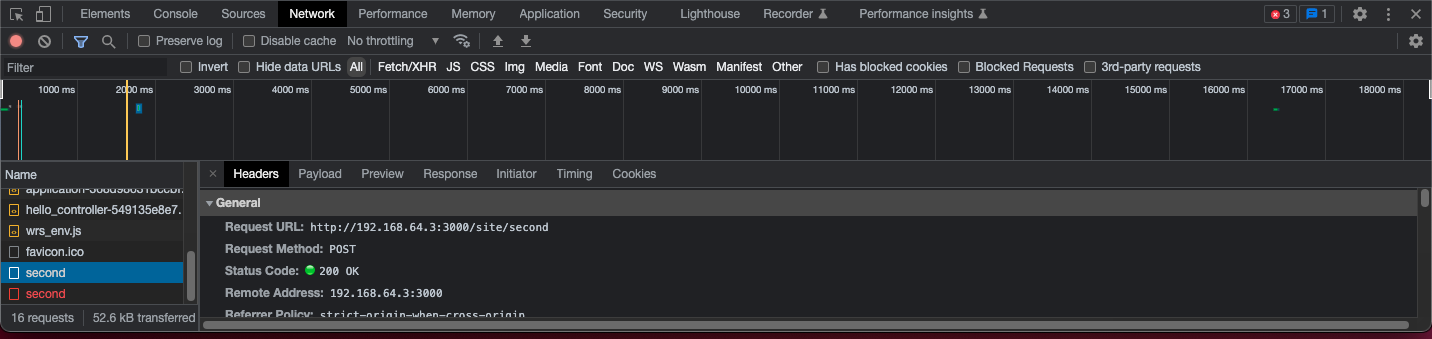 Elements Console Sources Network Performance Memory Application Security Lighthouse Recorder Performance insights 3 1
Preserve log Disable cache No throttling
Filter Invert Hide data URLs All Fetch/XHR JS CSS Img Media Font Doc WS Wasm Manifest Other Has blocked cookies Blocked Requests 3rd-party requests
1000 ms 2000 ms 3000 ms 4000 ms 5000 ms 6000 ms 7000 ms 8000 ms 9000 ms 10000 ms 11000 ms 12000 ms 13000 ms 14000 ms 15000 ms 16000 ms 17000 ms 18000 ms
Name
hello_controller-549135e8e7.
wrs_env.js
favicon.ico
second
second
16 requests 52.6 kB transferred
× Headers Payload Preview Response Initiator Timing Cookies
General
Request URL: http://192.168.64.3:3000/site/second
Request Method: POST
Status Code: 200 OK
Remote Address: 192.168.64.3:3000
Referrer Policy: strict-origin-when-cross-origin